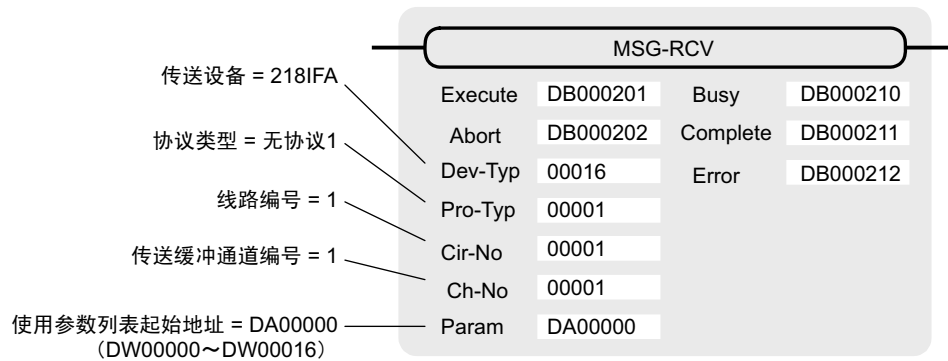 MSG-RCV
传送设备 = 218IFA
Execute DB000201 Busy DB000210
协议类型 = 无协议1
Abort DB000202 Complete DB000211
Dev-Typ 00016 Error DB000212
线路编号 = 1
Pro-Typ 00001
传送缓冲通道编号 = 1
Cir-No 00001
Ch-No 00001
使用参数列表起始地址 = DA00000
(DW00000～DW00016)
Param DA00000